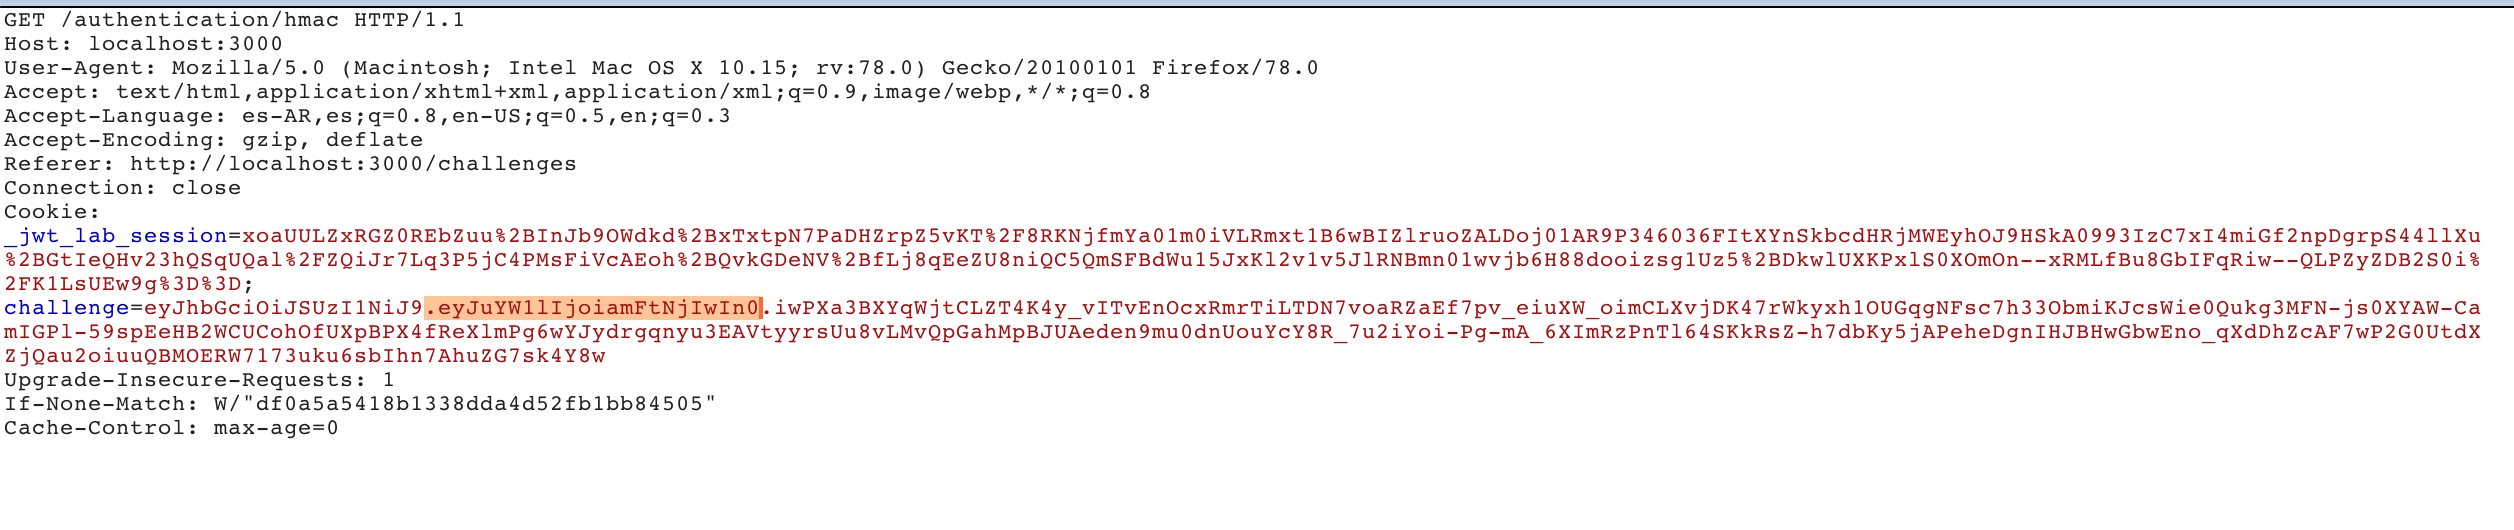 GET /authentication/hmac HTTP/1.1
Host: localhost:3000
User-Agent: Mozilla/5.0 (Macintosh; Intel Mac OS X 10.15; rv:78.0) Gecko/20100101 Firefox/78.0
Accept: text/html,application/xhtml+xml,application/xml;q=0.9,image/webp,*/*;q=0.8
Accept-Language: es-AR,es;q=0.8,en-US;q=0.5,en;q=0.3
Accept-Encoding: gzip, deflate
Referer: http://localhost:3000/challenges
Connection: close
Cookie:
_jwt_lab_session=xoaUULZxRGZ0REbZuu%2BInJb9OWdkd%2BxTxtpN7PaDHZrpZ5vKT%2F8RKNjfmYa01m0iVLRmxt1B6wBIZlruoZALDoj01AR9P346036FItXYnSkbcdHRjMWEyhOJ9HSkA0993IzC7xI4miGf2npDgrpS44llXu
%2BGtIeQHv23hQSqUQal%2FZQiJr7Lq3P5jC4PMsFiVcAEoh%2BQvkGDeNV%2BfLj8qEeZU8niQC5QmSFBdWu15JxKl2v1v5JlRNBmn01wvjb6H88dooizsg1Uz5%2BDkwlUXKPxlS0XOmOn--xRMLfBu8GbIFqRiw--QLPZyZDB2S0i%
2FK1LsUEw9g%3D%3D;
challenge=eyJhbGciOiJSUzI1NiJ9.eyJuYW1lIjoiamFtNjIwIn0.iwPXa3BXYqWjtCLZT4K4y_vITvEnOcxRmrTiLTDN7voaRZaEf7pv_eiuXW_oimCLXvjDK47rWkyxh1OUGqgNFsc7h33ObmiKJcsWie0Qukg3MFN-js0XYAW-Ca
mIGPl-59spEeHB2WCUCohOfUXpBPX4fReXlmPg6wYJydrgqnyu3EAVtyyrsUu8vLMvQpGahMpBJUAeden9mu0dnUouYcY8R_7u2iYoi-Pg-mA_6XImRzPnTl64SKkRsZ-h7dbKy5jAPeheDgnIHJBHwGbwEno_qXdDhZcAF7wP2G0UtdX
ZjQau2oiuuQBMOERW7173uku6sbIhn7AhuZG7sk4Y8w
Upgrade-Insecure-Requests: 1
If-None-Match: W/"df0a5a5418b1338dda4d52fb1bb84505"
Cache-Control: max-age=0